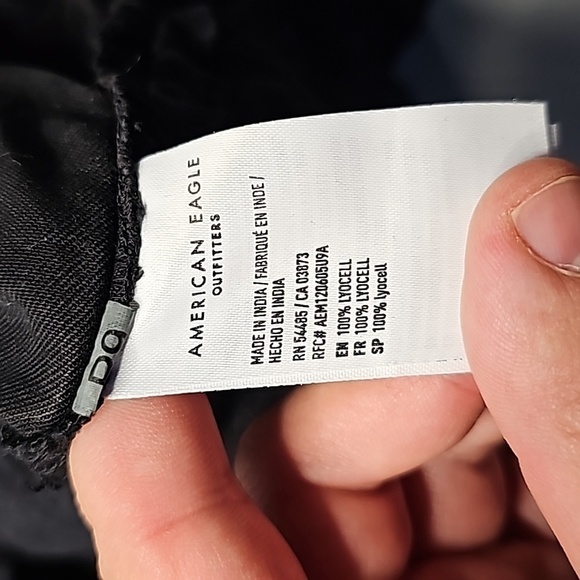 AMERICAN EAGLE
OUTFITTERS
MADE IN INDIA / FABRIQUÉ EN INDE /
HECHO EN INDIA
RN 54485 / CA 03073
RFC# AEM120605U9A
EN 100% LYOCELL
FR 100% LYOCELL
SP 100% lyocell